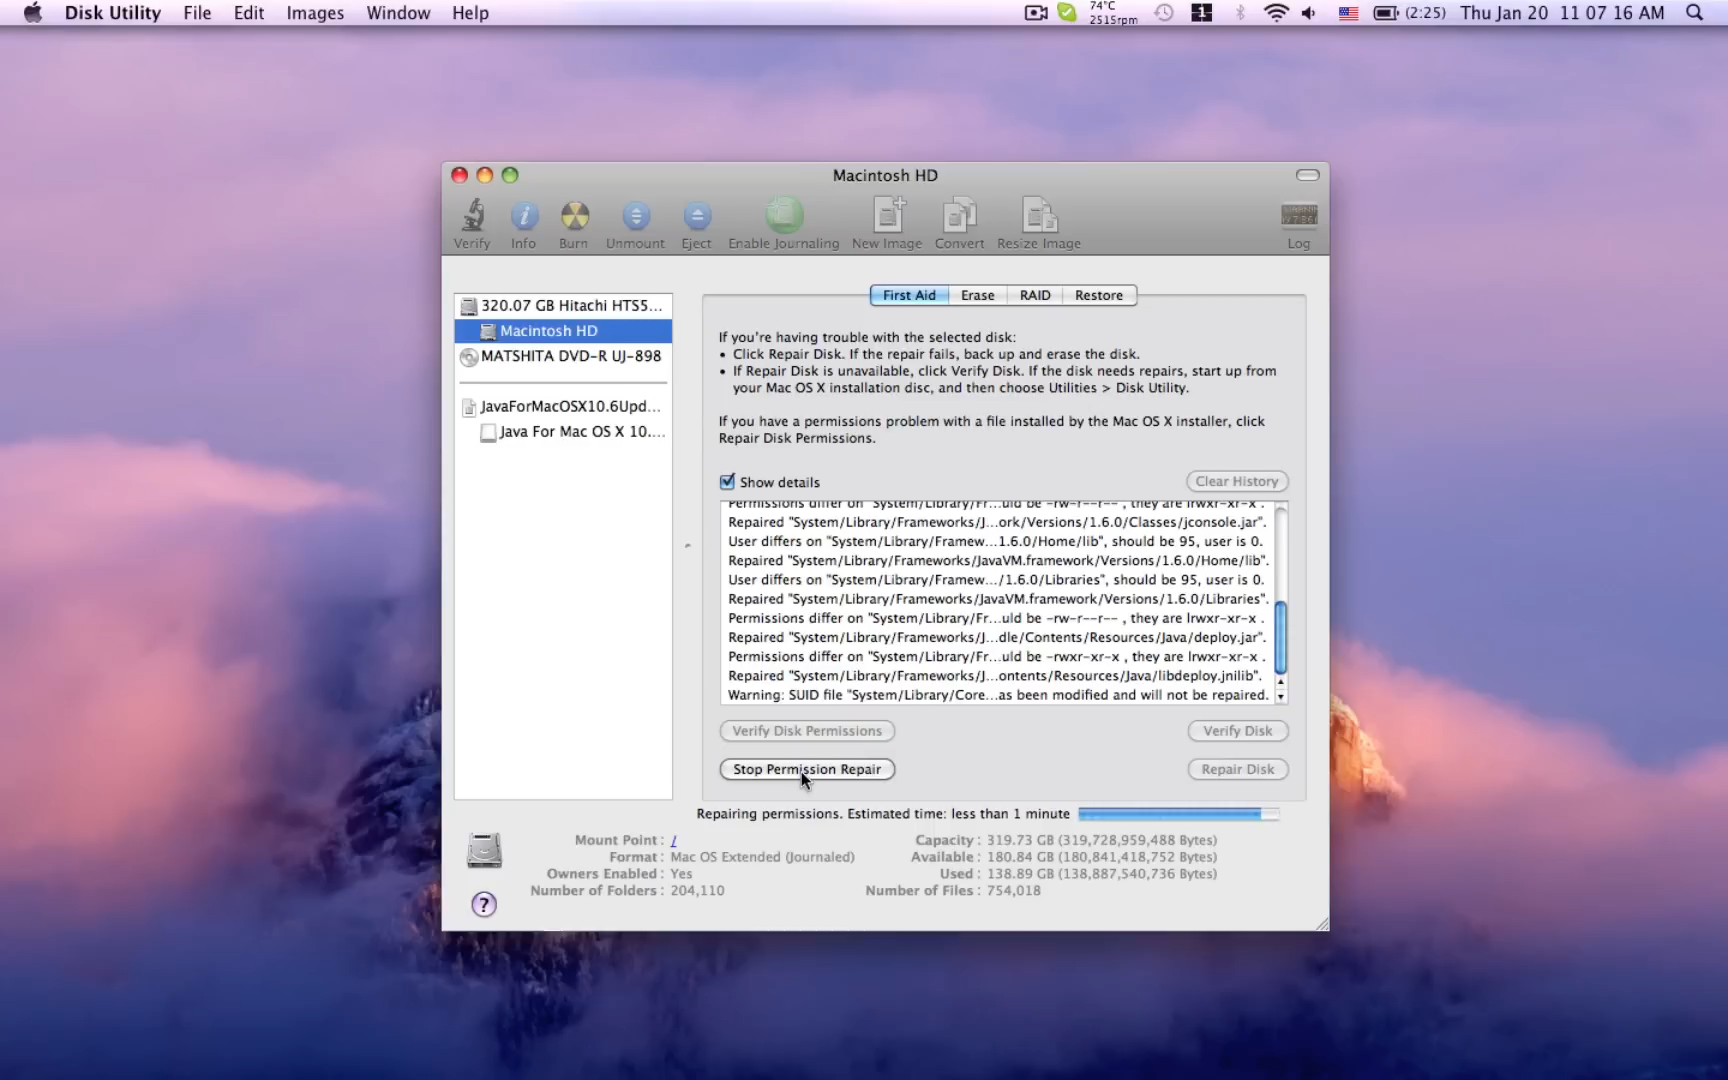 Disk Utility File Edit Images Window Help 74°C 2515rpm 1 (2:25) Thu Jan 20 11 07 16 AM
Macintosh HD
Verify Info Burn Unmount Eject Enable Journaling New Image Convert Resize Image Log
320.07 GB Hitachi HTS5...
Macintosh HD
MATSHITA DVD-R UJ-898
JavaForMacOSX10.6Upd...
Java For Mac OS X 10....
First Aid Erase RAID Restore
If you're having trouble with the selected disk:
• Click Repair Disk. If the repair fails, back up and erase the disk.
• If Repair Disk is unavailable, click Verify Disk. If the disk needs repairs, start up from
your Mac OS X installation disc, and then choose Utilities > Disk Utility.
If you have a permissions problem with a file installed by the Mac OS X installer, click
Repair Disk Permissions.
Show details Clear History
Permissions differ on "System/Library/Fr...uld be -rw-r--r-- , they are lrwxr-xr-x .
Repaired "System/Library/Frameworks/J...ork/Versions/1.6.0/Classes/jconsole.jar".
User differs on "System/Library/Framew...1.6.0/Home/lib", should be 95, user is 0.
Repaired "System/Library/Frameworks/JavaVM.framework/Versions/1.6.0/Home/lib".
User differs on "System/Library/Framew.../1.6.0/Libraries", should be 95, user is 0.
Repaired "System/Library/Frameworks/JavaVM.framework/Versions/1.6.0/Libraries".
Permissions differ on "System/Library/Fr...uld be -rw-r--r-- , they are lrwxr-xr-x .
Repaired "System/Library/Frameworks/J...dle/Contents/Resources/Java/deploy.jar".
Permissions differ on "System/Library/Fr...uld be -rwxr-xr-x , they are lrwxr-xr-x .
Repaired "System/Library/Frameworks/J...ontents/Resources/Java/libdeploy.jnilib".
Warning: SUID file "System/Library/Core...as been modified and will not be repaired.
Verify Disk Permissions Verify Disk
Stop Permission Repair Repair Disk
Repairing permissions. Estimated time: less than 1 minute
Mount Point : / Capacity : 319.73 GB (319,728,959,488 Bytes)
Format : Mac OS Extended (Journaled) Available : 180.84 GB (180,841,418,752 Bytes)
Owners Enabled : Yes Used : 138.89 GB (138,887,540,736 Bytes)
Number of Folders : 204,110 Number of Files : 754,018
?